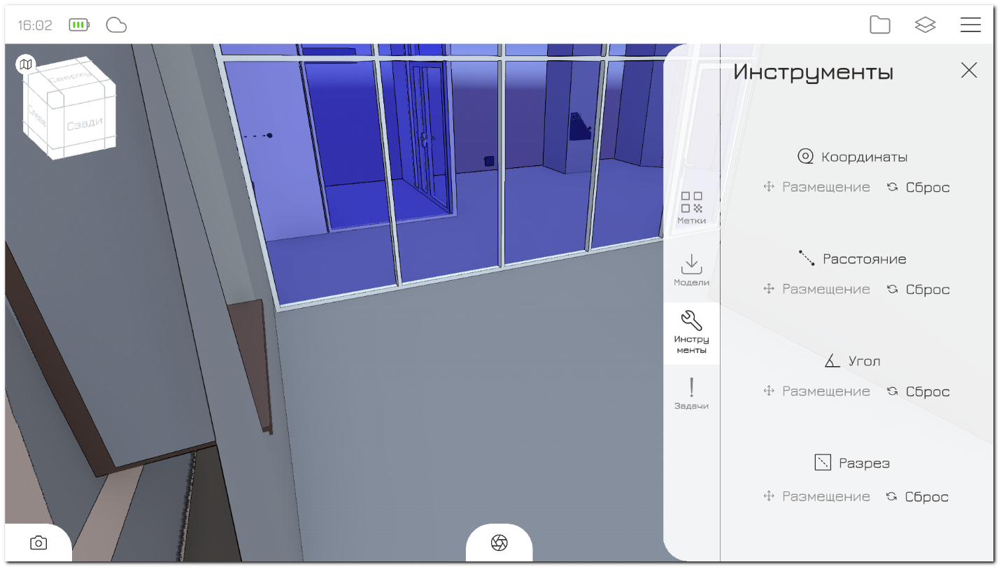 16:02
Сверху
Слева
Сзади
Инструменты
Метки
Модели
Инстру
менты
Задачи
Координаты
Размещение Сброс
Расстояние
Размещение Сброс
Угол
Размещение Сброс
Разрез
Размещение Сброс